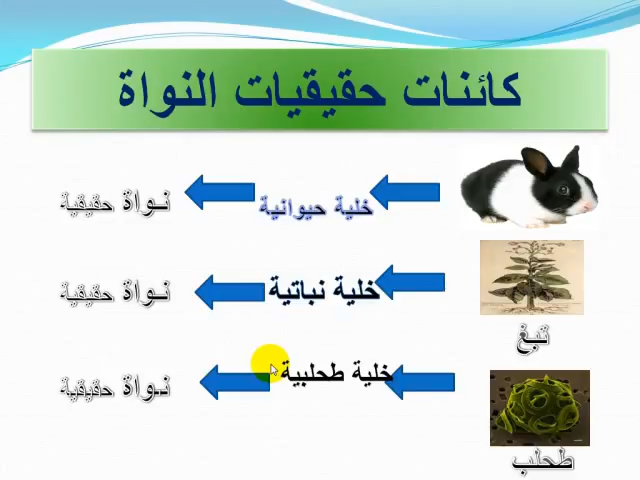 كائنات حقيقيات النواة
خلية حيوانية
نواة حقيقية
خلية نباتية
نواة حقيقية
تبغ
خلية طحلبية
نواة حقيقية
طحلب